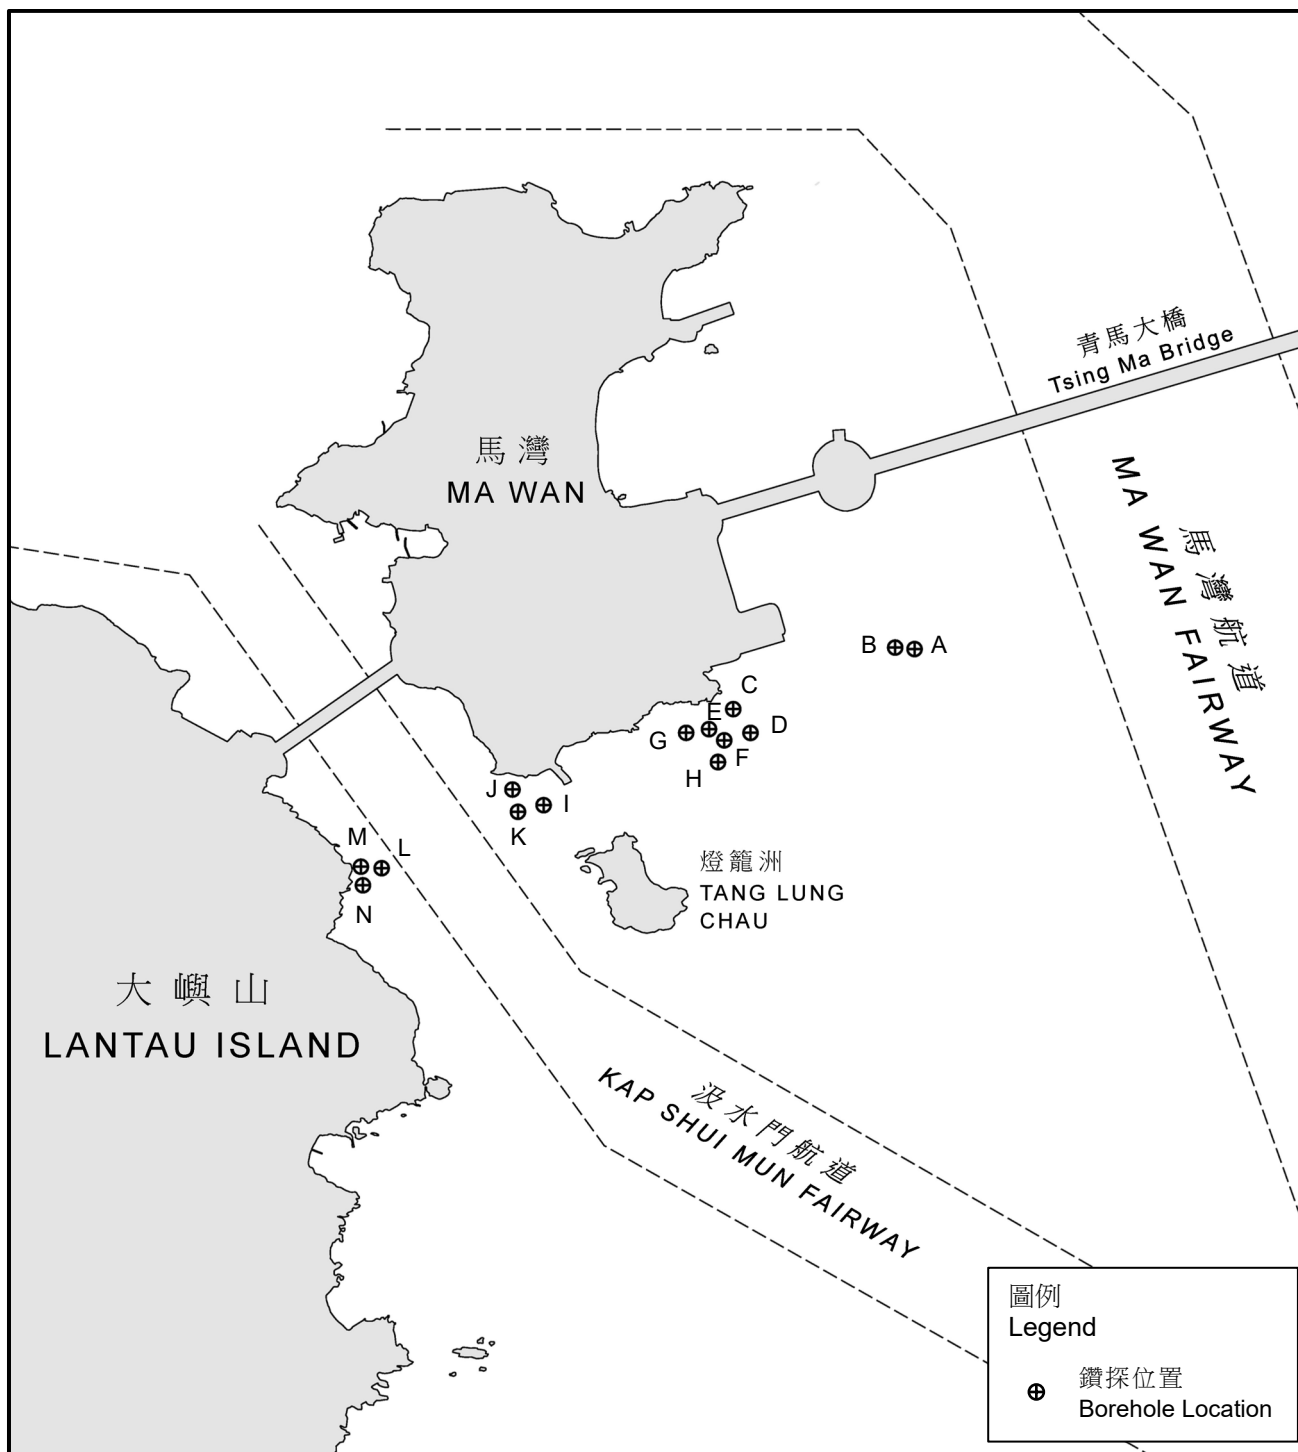 青馬大橋
Tsing Ma Bridge
馬灣
MA WAN
馬灣航道
MA WAN FAIRWAY
B
A
C
E
D
G
F
H
J
I
K
M
L
N
燈籠洲
TANG LUNG
CHAU
大嶼山
LANTAU ISLAND
汲水門航道
KAP SHUI MUN FAIRWAY
圖例
Legend
鑽探位置
Borehole Location